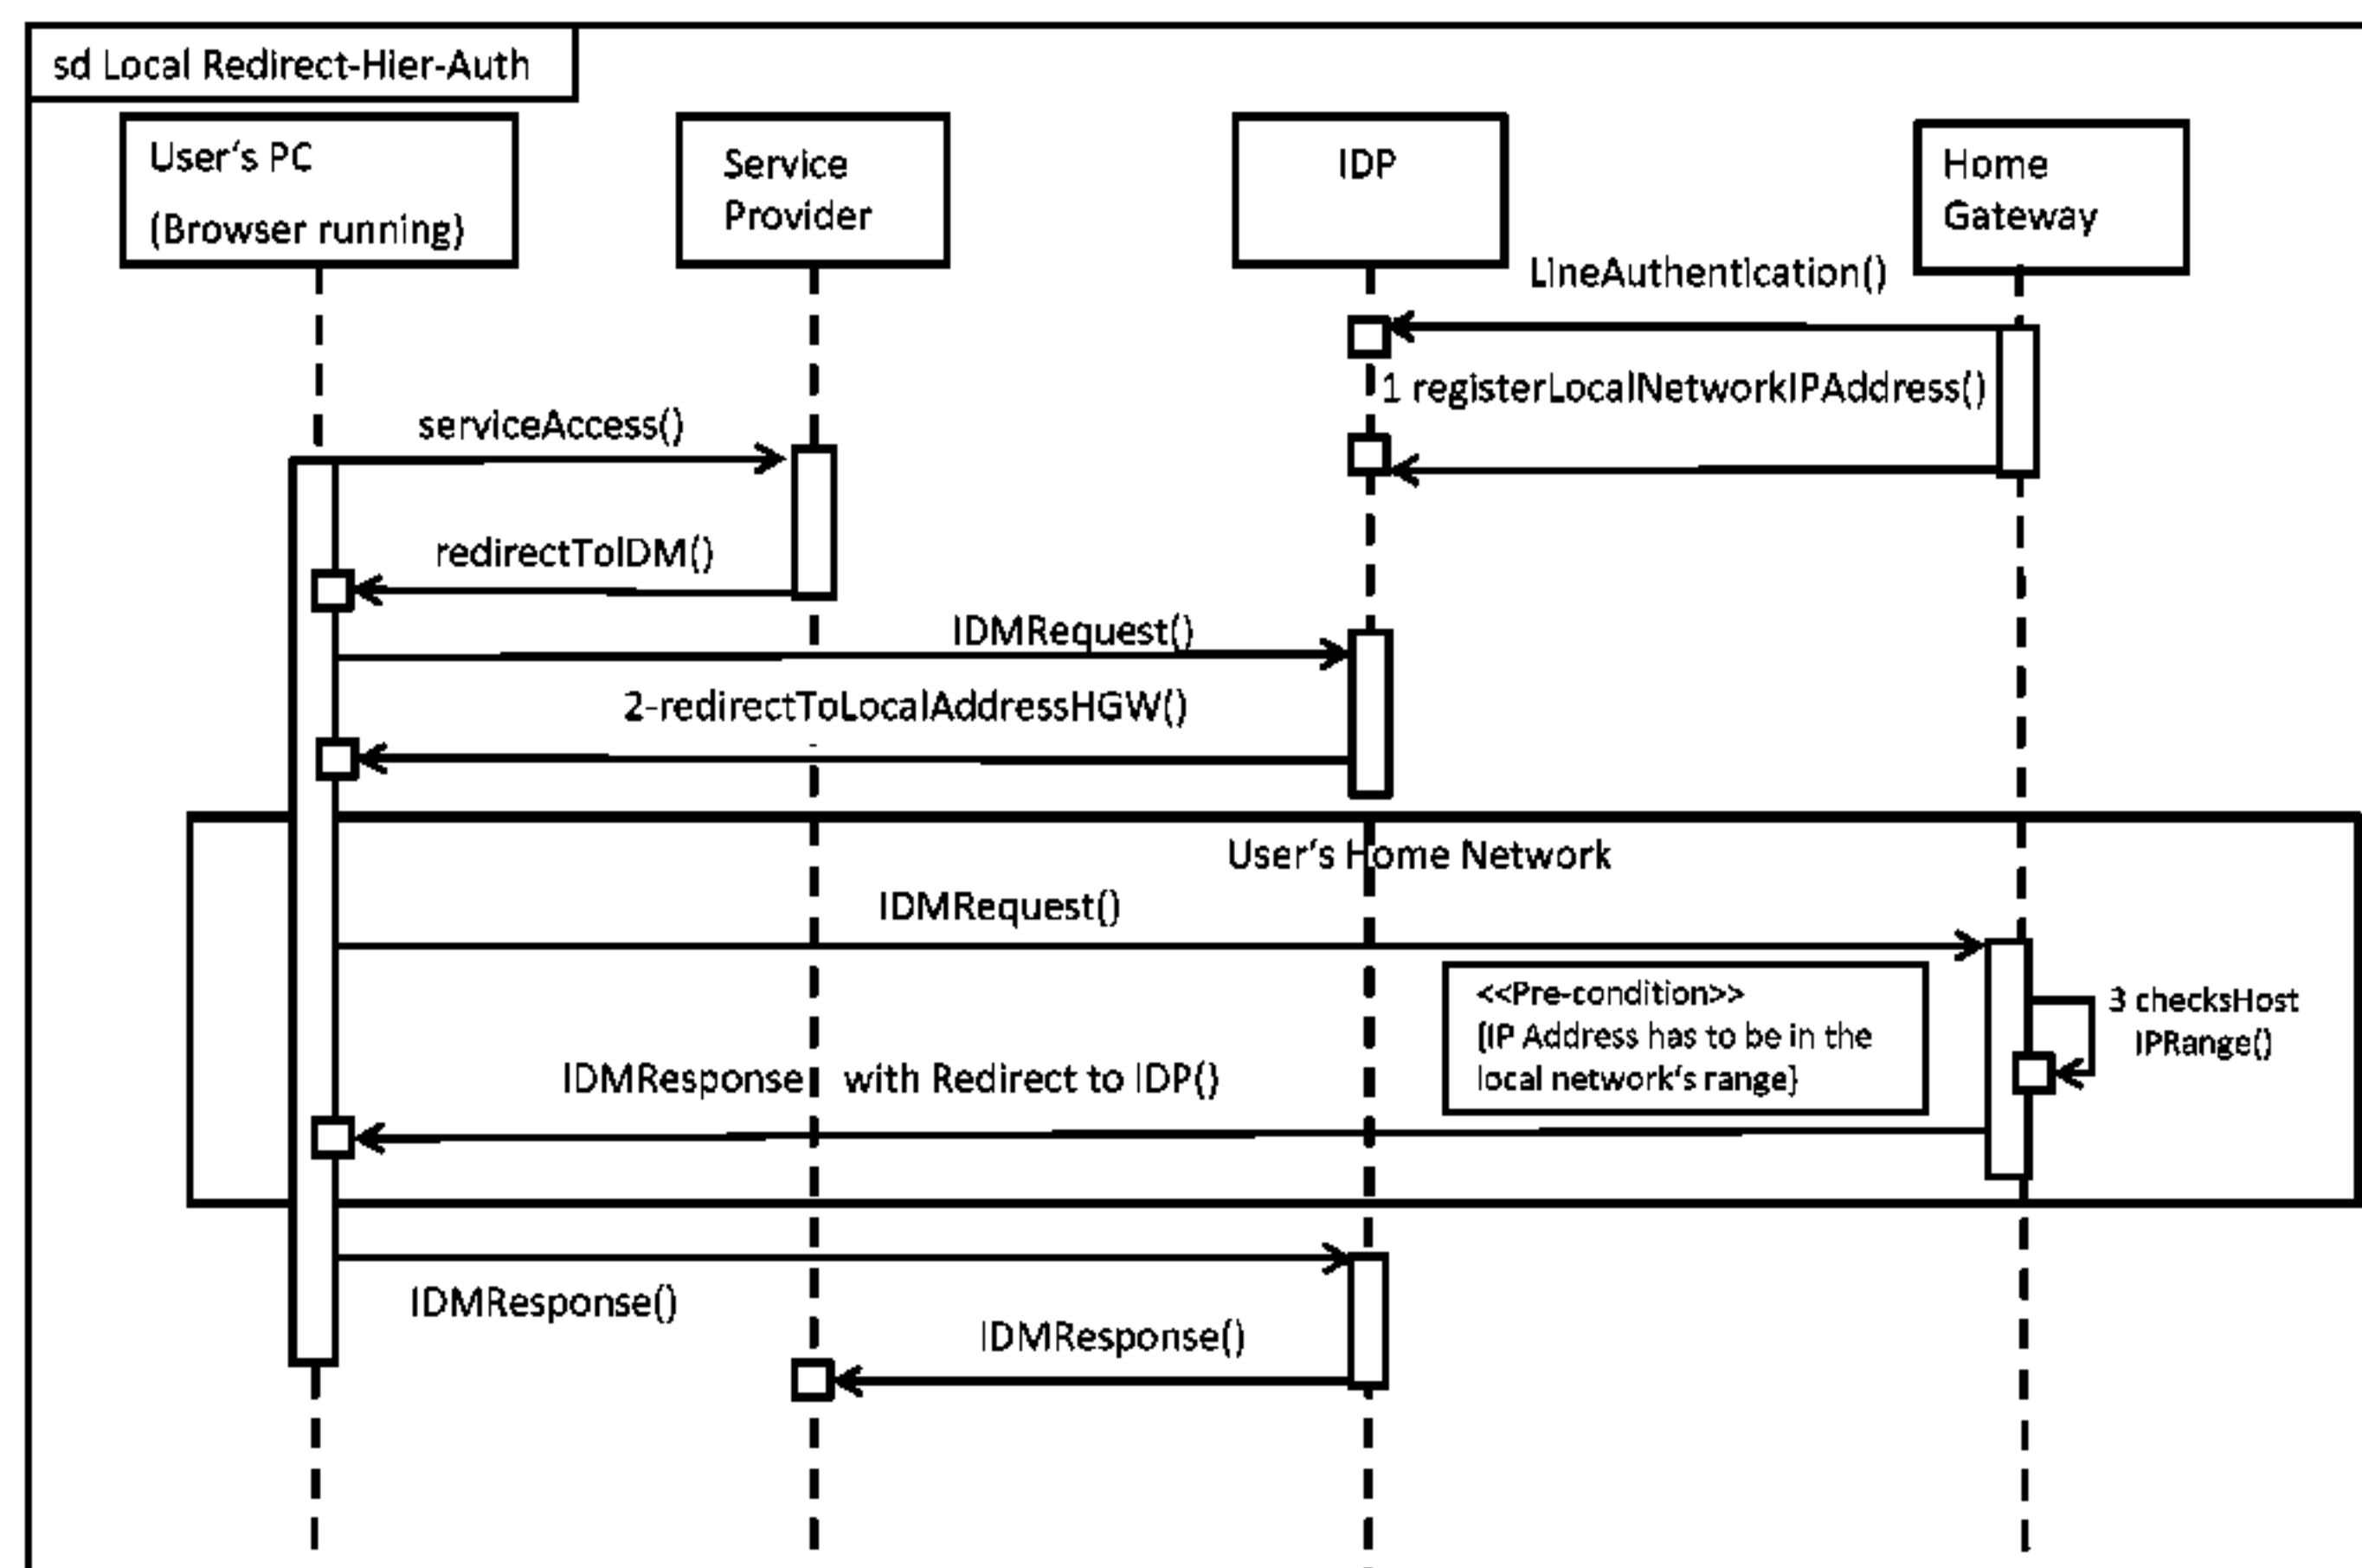 sd Local Redirect-Hier-Auth
User's PC
(Browser running)
Service
Provider
IDP
Home
Gateway
LineAuthentication()
1 registerLocalNetworkIPAddress()
serviceAccess()
redirectToIDM()
IDMRequest()
2-redirectToLocalAddressHGW()
User's Home Network
IDMRequest()
<<Pre-condition>>
{IP Address has to be in the
local network's range}
3 checksHost
IPRange()
IDMResponse with Redirect to IDP()
IDMResponse()
IDMResponse()